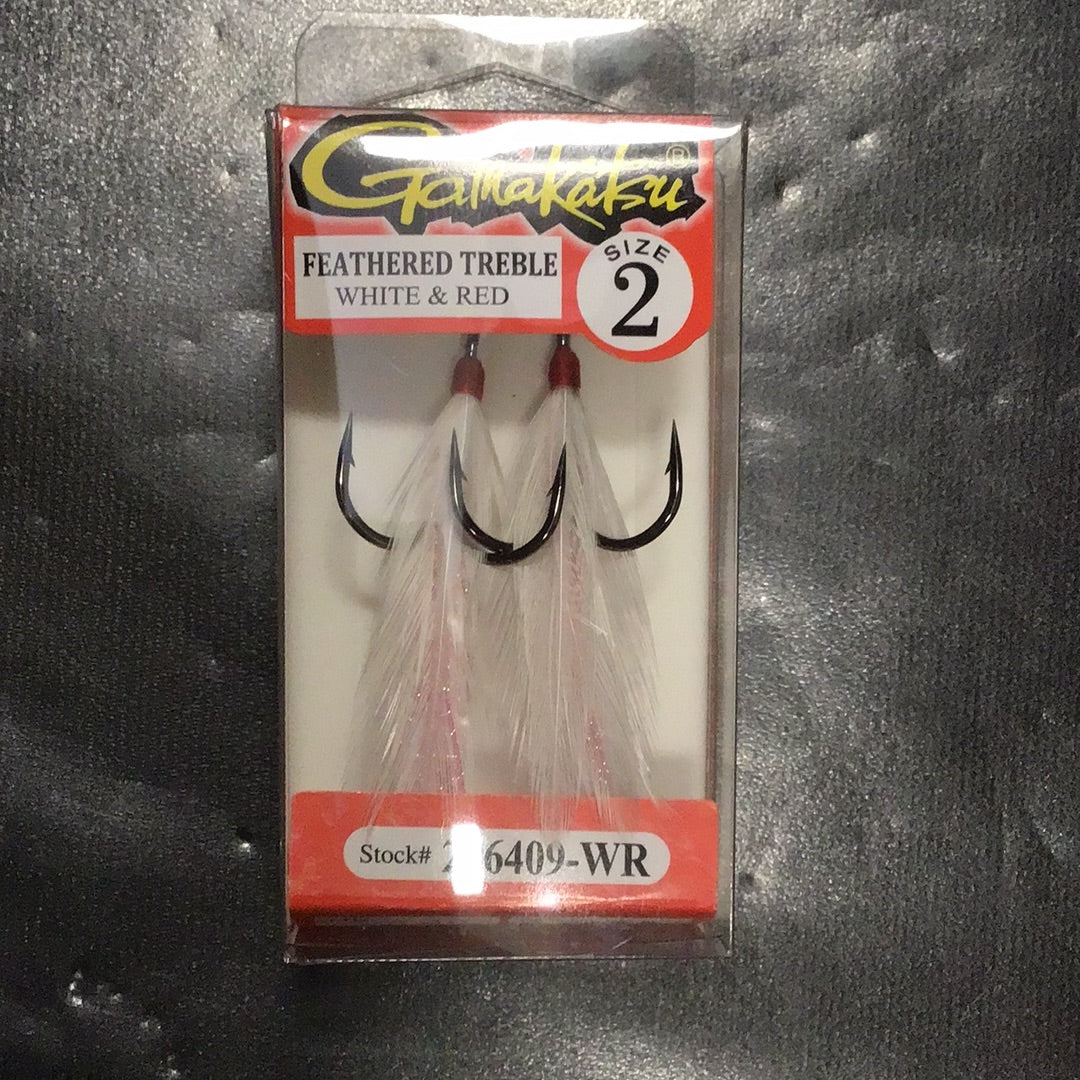 Gamakatsu®
FEATHERED TREBLE
WHITE & RED
SIZE
2
Stock#